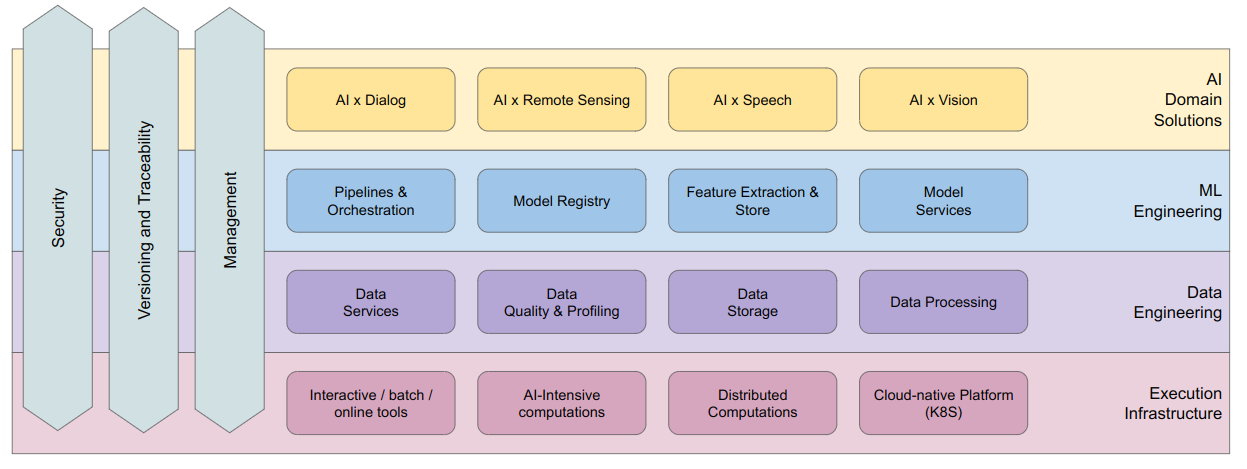 Security
Versioning and Traceability
Management
AI x Dialog
AI x Remote Sensing
AI x Speech
AI x Vision
AI
Domain
Solutions
Pipelines &
Orchestration
Model Registry
Feature Extraction &
Store
Model
Services
ML
Engineering
Data
Services
Data
Quality & Profiling
Data
Storage
Data Processing
Data
Engineering
Interactive / batch /
online tools
AI-Intensive
computations
Distributed
Computations
Cloud-native Platform
(K8S)
Execution
Infrastructure